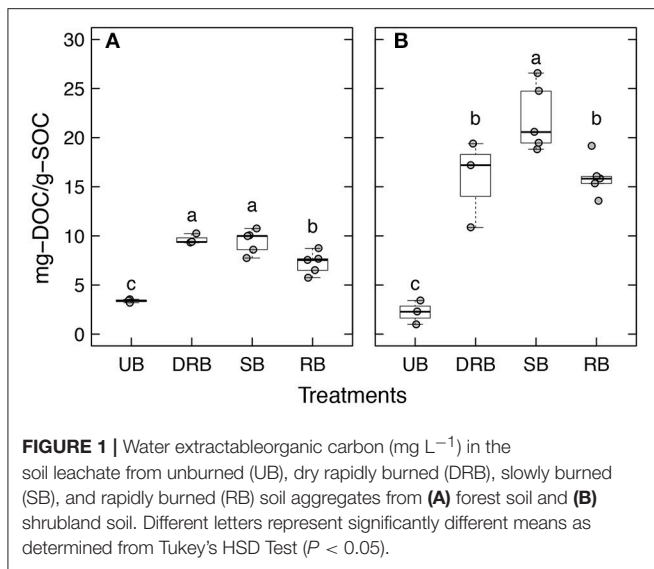 A
B
30
25
20
15
10
5
0
mg−DOC/g−SOC
c
a
a
b
c
b
a
b
UB DRB SB RB
UB DRB SB RB
Treatments
FIGURE 1 | Water extractableorganic carbon (mg L−1) in the
soil leachate from unburned (UB), dry rapidly burned (DRB), slowly burned
(SB), and rapidly burned (RB) soil aggregates from (A) forest soil and (B)
shrubland soil. Different letters represent significantly different means as
determined from Tukey's HSD Test (P < 0.05).